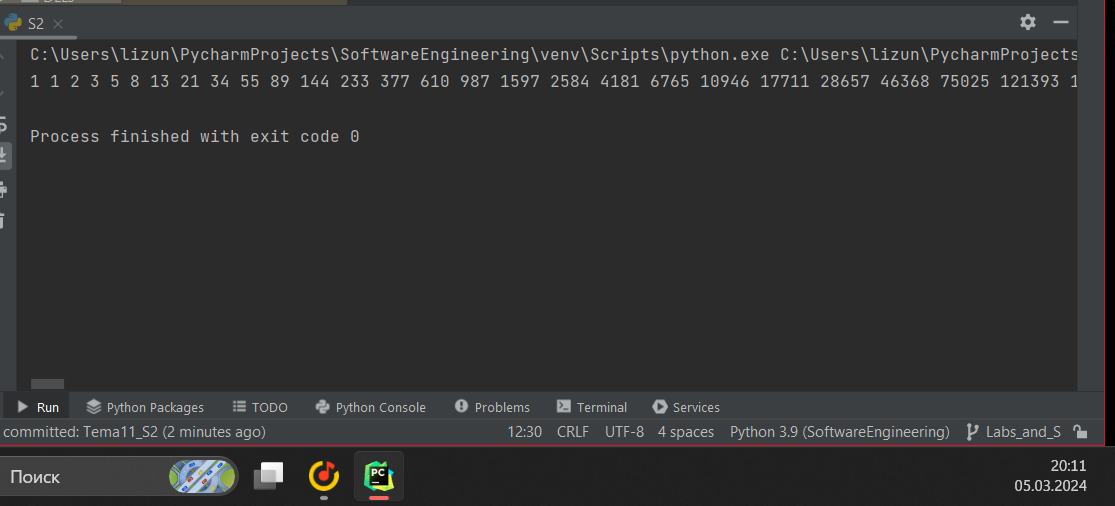 S2
C:\Users\lizun\PycharmProjects\SoftwareEngineering\venv\Scripts\python.exe C:\Users\lizun\PycharmProjects
1 1 2 3 5 8 13 21 34 55 89 144 233 377 610 987 1597 2584 4181 6765 10946 17711 28657 46368 75025 121393 1
Process finished with exit code 0
Run Python Packages TODO Python Console Problems Terminal Services
committed: Tema11_S2 (2 minutes ago) 12:30 CRLF UTF-8 4 spaces Python 3.9 (SoftwareEngineering) Labs_and_S
Поиск PC 20:11
05.03.2024